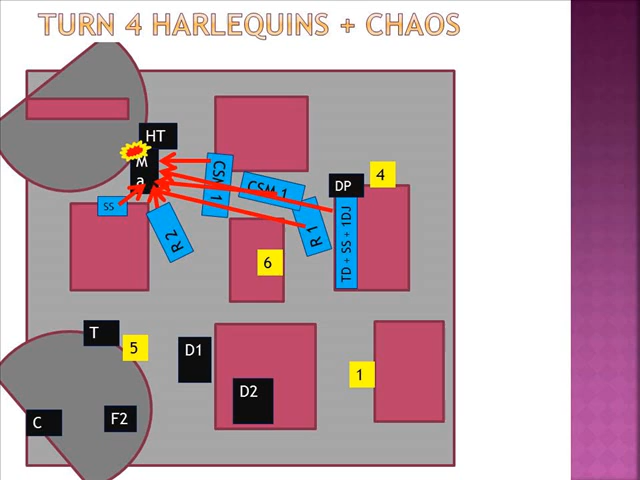 TURN 4 HARLEQUINS + CHAOS
HT
M
a
CSM 1
CSM 1
DP
4
SS
R 2
R 1
TD + SS + 1DJ
6
T
5
D1
D2
1
C
F2